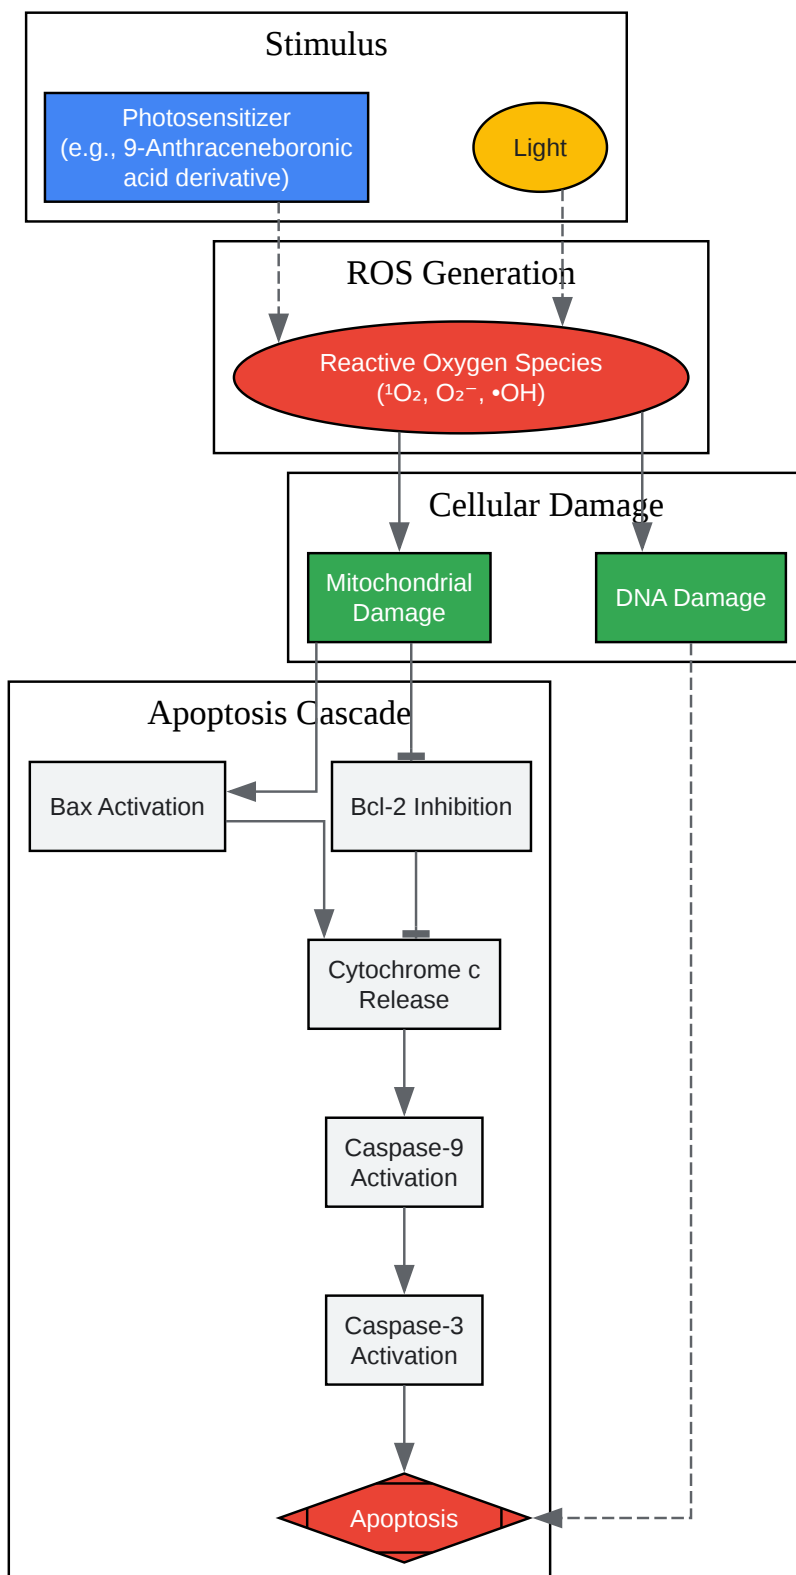 Stimulus
Photosensitizer
(e.g., 9-Anthraceneboronic
acid derivative)
Light
ROS Generation
Reactive Oxygen Species
(¹O₂, O₂⁻, •OH)
Cellular Damage
Mitochondrial
Damage
DNA Damage
Apoptosis Cascade
Bax Activation
Bcl-2 Inhibition
Cytochrome c
Release
Caspase-9
Activation
Caspase-3
Activation
Apoptosis